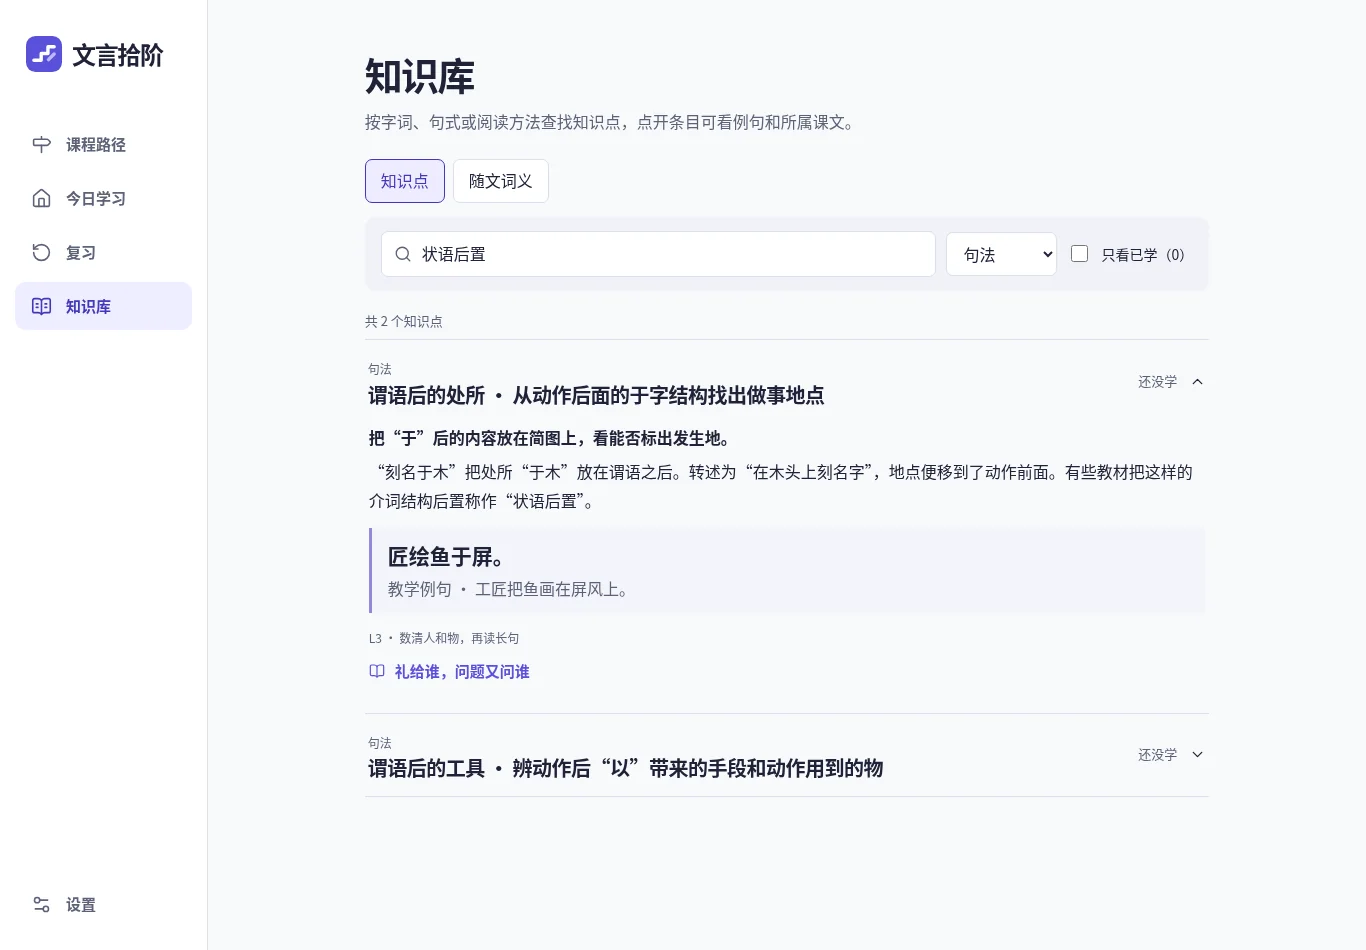 文言拾阶
课程路径
今日学习
复习
知识库
设置
知识库
按字词、句式或阅读方法查找知识点，点开条目可看例句和所属课文。
知识点
随文词义
状语后置
句法
只看已学（0）
共 2 个知识点
句法
谓语后的处所 · 从动作后面的于字结构找出做事地点
还没学
把“于”后的内容放在简图上，看能否标出发生地。
“刻名于木”把处所“于木”放在谓语之后。转述为“在木头上刻名字”，地点便移到了动作前面。有些教材把这样的
介词结构后置称作“状语后置”。
匠绘鱼于屏。
教学例句 · 工匠把鱼画在屏风上。
L3 · 数清人和物，再读长句
礼给谁，问题又问谁
句法
谓语后的工具 · 辨动作后“以”带来的手段和动作用到的物
还没学